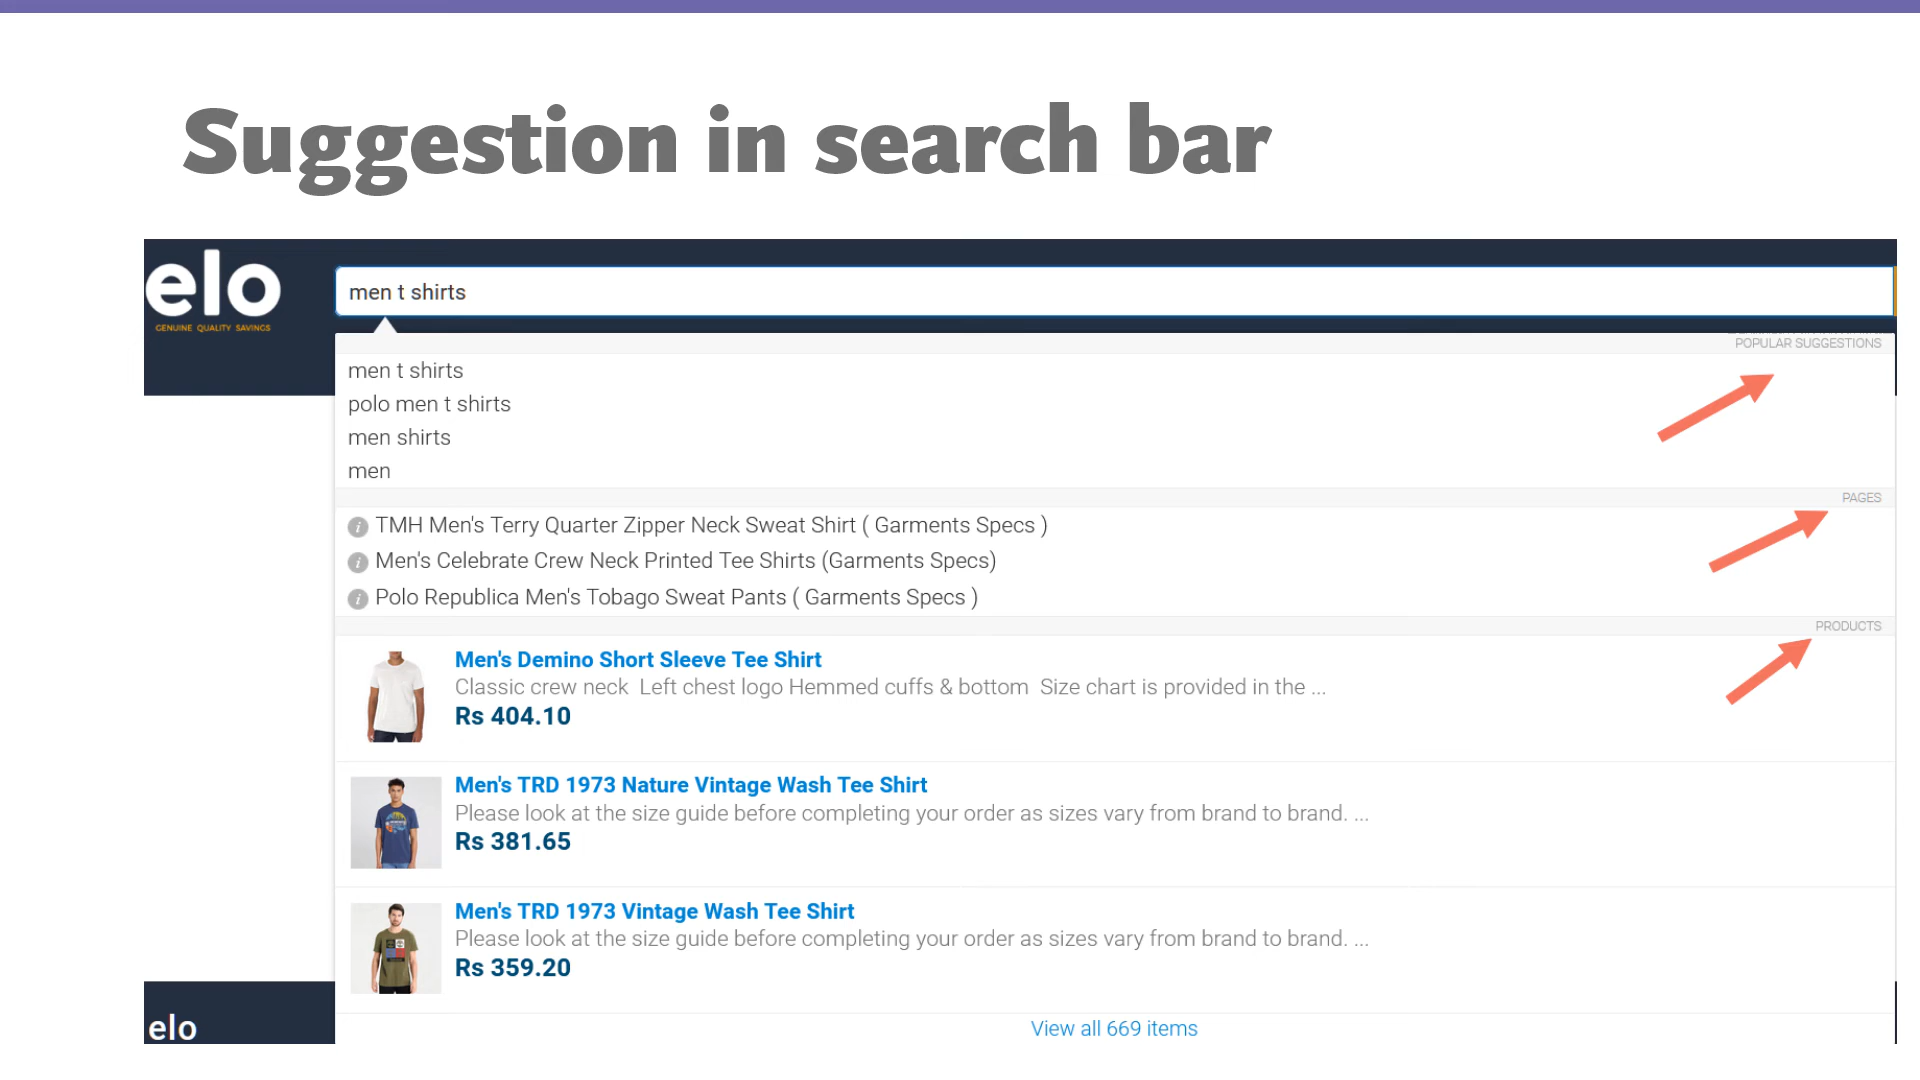 Suggestion in search bar
elo
GENUINE QUALITY SAVINGS
men t shirts
POPULAR SUGGESTIONS
men t shirts
polo men t shirts
men shirts
men
PAGES
TMH Men's Terry Quarter Zipper Neck Sweat Shirt ( Garments Specs )
Men's Celebrate Crew Neck Printed Tee Shirts (Garments Specs)
Polo Republica Men's Tobago Sweat Pants ( Garments Specs )
PRODUCTS
Men's Demino Short Sleeve Tee Shirt
Classic crew neck Left chest logo Hemmed cuffs & bottom Size chart is provided in the ...
Rs 404.10
Men's TRD 1973 Nature Vintage Wash Tee Shirt
Please look at the size guide before completing your order as sizes vary from brand to brand. ...
Rs 381.65
Men's TRD 1973 Vintage Wash Tee Shirt
Please look at the size guide before completing your order as sizes vary from brand to brand. ...
Rs 359.20
View all 669 items
elo